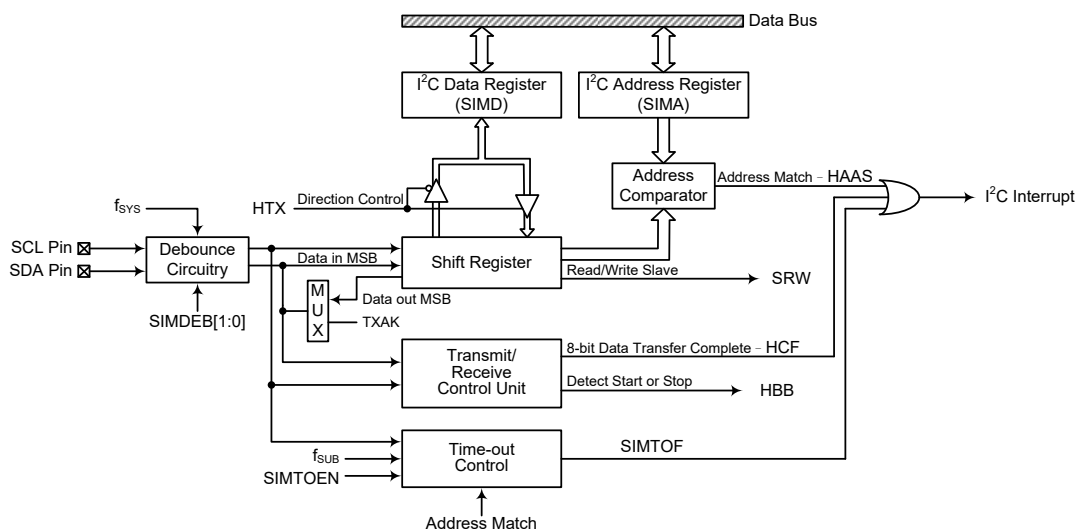 Data Bus
I²C Data Register
(SIMD)
I²C Address Register
(SIMA)
Address
Comparator
Address Match - HAAS
I²C Interrupt
HTX
Direction Control
fSYS
SCL Pin
SDA Pin
Debounce
Circuitry
SIMDEB[1:0]
Data in MSB
Shift Register
Read/Write Slave
SRW
M
U
X
Data out MSB
TXAK
Transmit/
Receive
Control Unit
8-bit Data Transfer Complete - HCF
Detect Start or Stop
HBB
fSUB
SIMTOEN
Time-out
Control
SIMTOF
Address Match